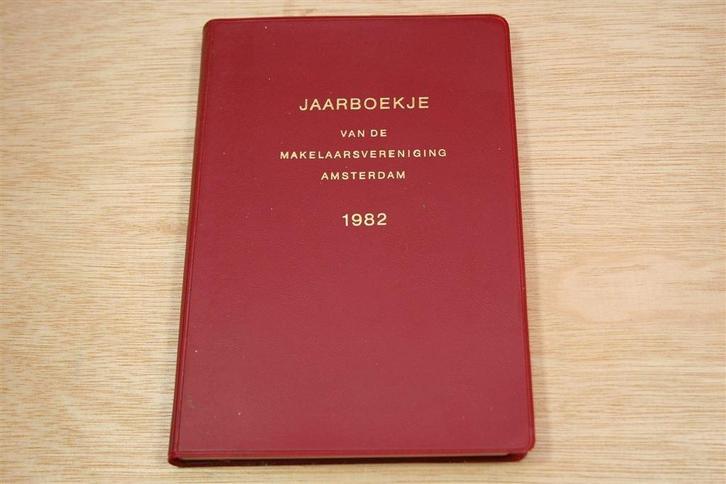 JAARBOEKJE
VAN DE
MAKELAARSVERENIGING
AMSTERDAM
1982